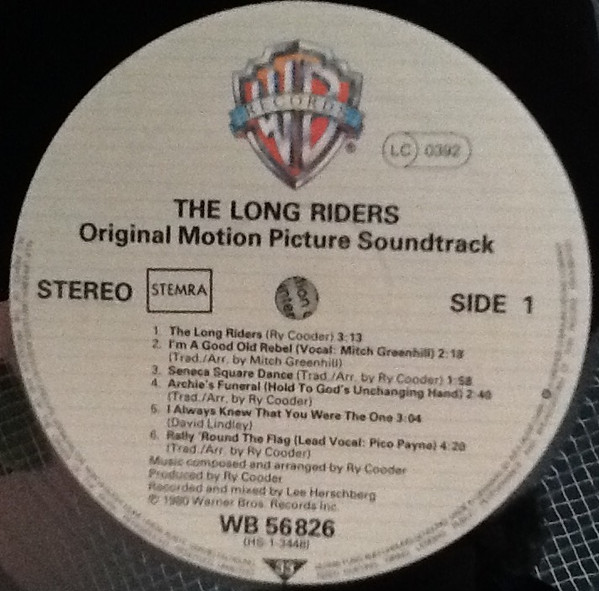 WB
RECORDS
®
LC 0392
THE LONG RIDERS
Original Motion Picture Soundtrack
STEREO STEMRA SIDE 1
1. The Long Riders (Ry Cooder) 3:13
2. I'm A Good Old Rebel (Vocal: Mitch Greenhill) 2:18
(Trad./Arr. by Mitch Greenhill)
3. Seneca Square Dance (Trad./Arr. by Ry Cooder) 1:58
4. Archie's Funeral (Hold To God's Unchanging Hand) 2:40
(Trad./Arr. by Ry Cooder)
5. I Always Knew That You Were The One 3:04
(David Lindley)
6. Rally 'Round The Flag (Lead Vocal: Pico Payne) 4:20
(Trad./Arr. by Ry Cooder)
Music composed and arranged by Ry Cooder
Produced by Ry Cooder
Recorded and mixed by Lee Herschberg
℗ 1980 Warner Bros. Records Inc.
WB 56 826
(HS-1-3448)
33